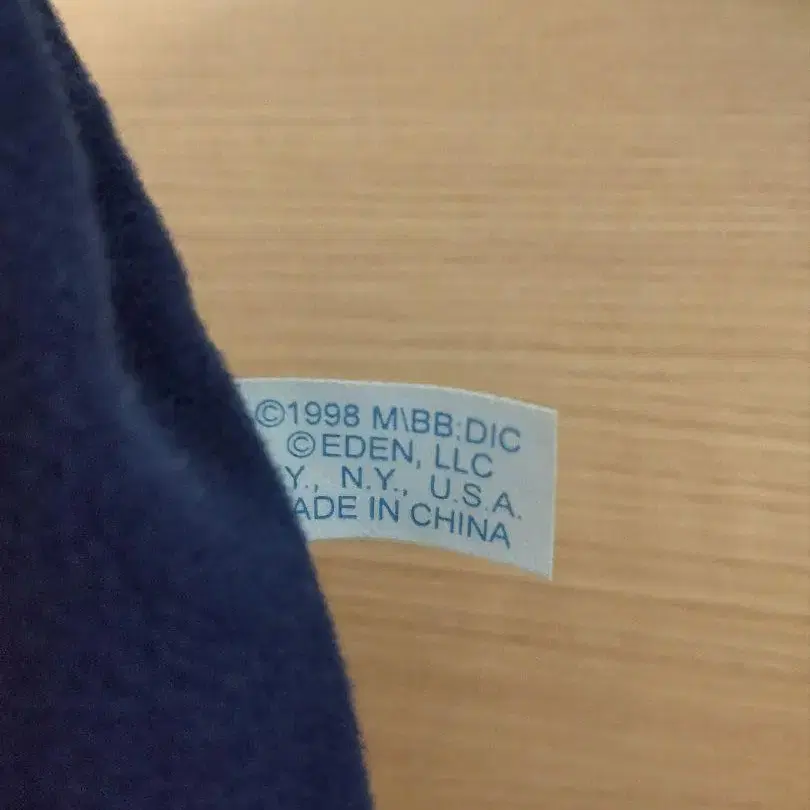 ©1998 M\BB:DIC
©EDEN, LLC
Y., N.Y., U.S.A.
ADE IN CHINA